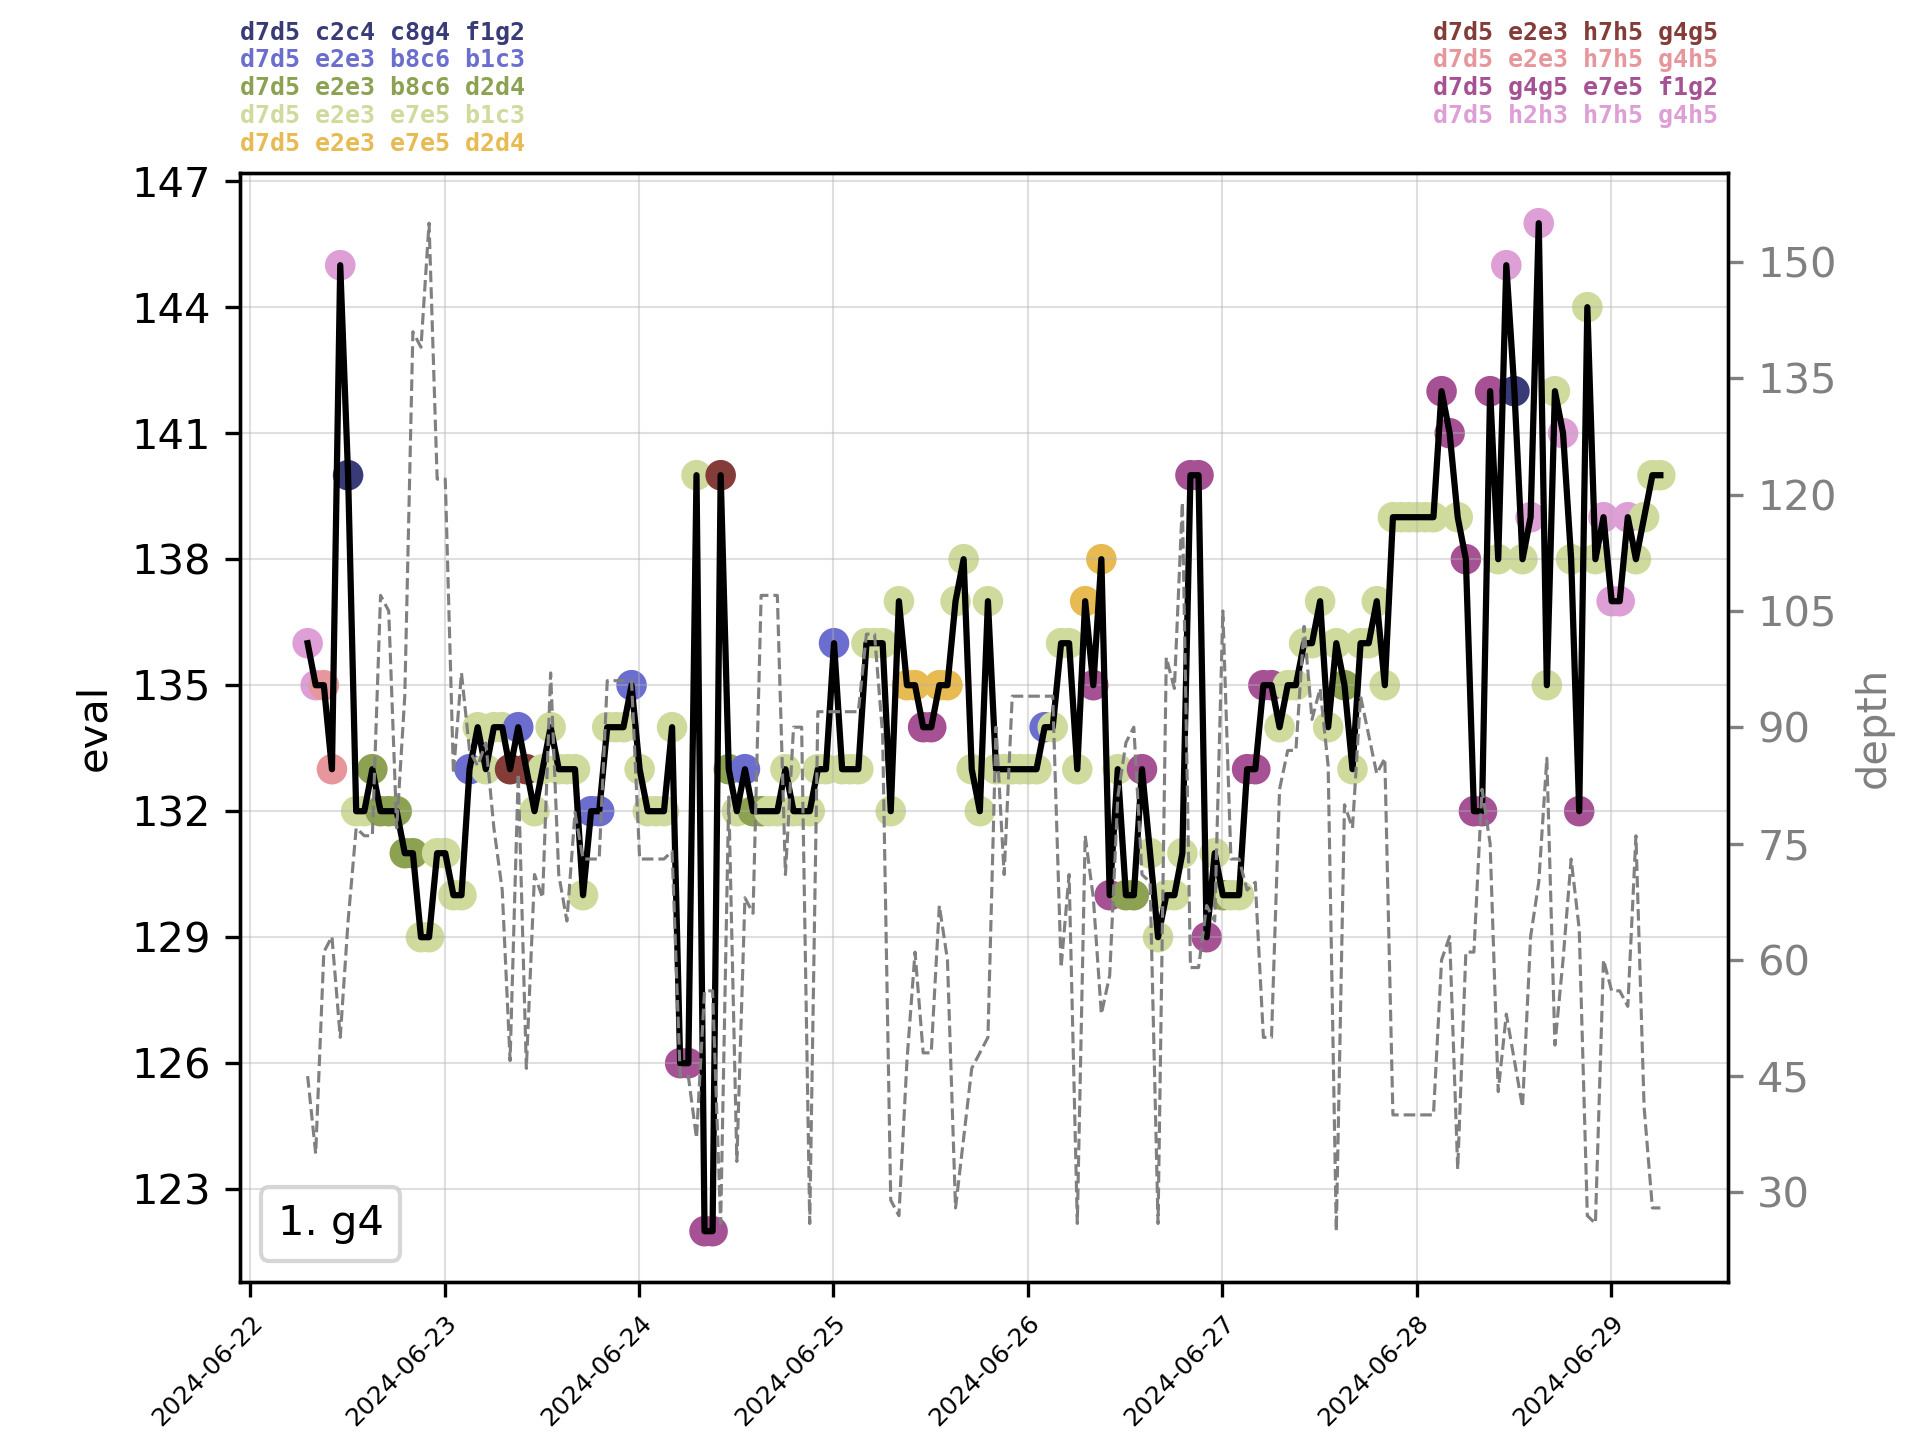 d7d5 c2c4 c8g4 f1g2
d7d5 e2e3 b8c6 b1c3
d7d5 e2e3 b8c6 d2d4
d7d5 e2e3 e7e5 b1c3
d7d5 e2e3 e7e5 d2d4
d7d5 e2e3 h7h5 g4g5
d7d5 e2e3 h7h5 g4h5
d7d5 g4g5 e7e5 f1g2
d7d5 h2h3 h7h5 g4h5
147
144
141
138
135
132
129
126
123
eval
150
135
120
105
90
75
60
45
30
depth
1. g4
2024-06-22
2024-06-23
2024-06-24
2024-06-25
2024-06-26
2024-06-27
2024-06-28
2024-06-29